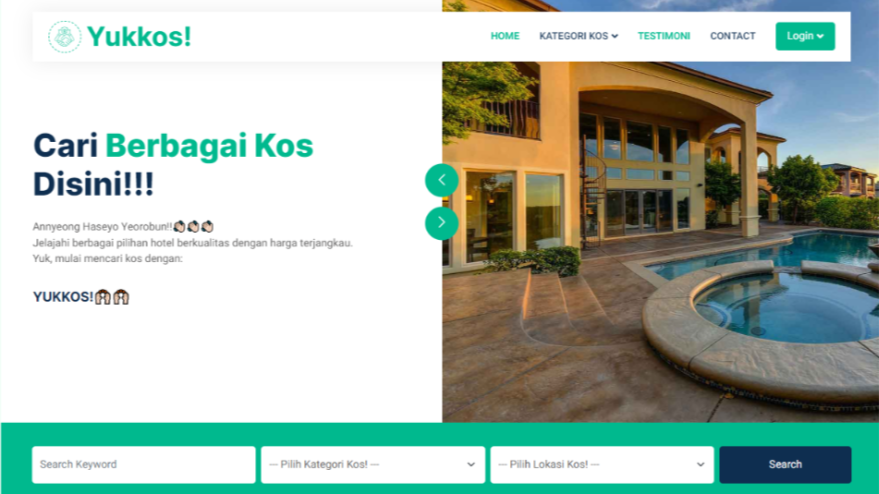 Yukkos!
HOME KATEGORI KOS TESTIMONI CONTACT Login
Cari Berbagai Kos
Disini!!!
Annyeong Haseyo Yeorobun!!👌🏻👌🏻👌🏻
Jelajahi berbagai pilihan hotel berkualitas dengan harga terjangkau.
Yuk, mulai mencari kos dengan:
YUKKOS!🙌🏻🙌🏻
Search Keyword
--- Pilih Kategori Kos! ---
--- Pilih Lokasi Kos! ---
Search